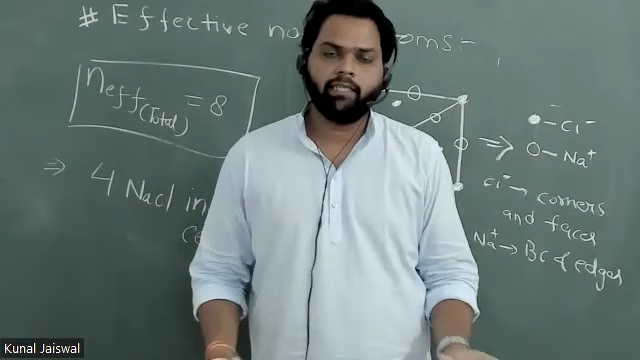 # Effective no oms:-
neff(Total) = 8
⇒ 4 Nacl in
⇒
● – Cl⁻
O – Na⁺
Cl⁻ → corners
and faces
Na⁺ → BC & edges
Kunal Jaiswal